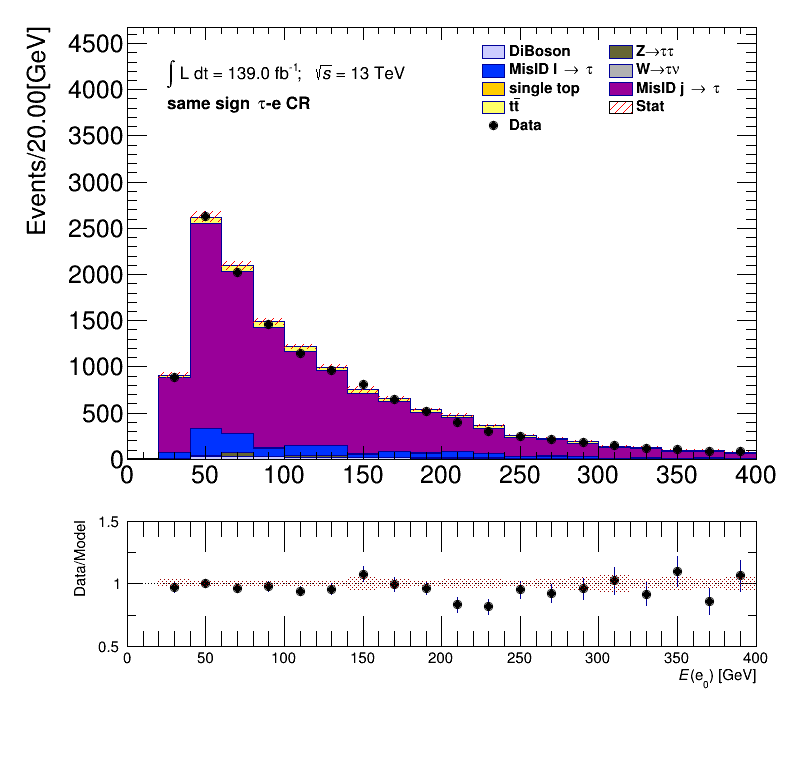 Events/20.00[GeV]
4500
4000
3500
3000
2500
2000
1500
1000
500
0
∫ L dt = 139.0 fb⁻¹; √s = 13 TeV
same sign τ-e CR
DiBoson
MisID l → τ
single top
tt̄
Data
Z→ττ
W→τν
MisID j → τ
Stat
0 50 100 150 200 250 300 350 400
Data/Model
1.5
1
0.5
0 50 100 150 200 250 300 350 400
E(e₀) [GeV]